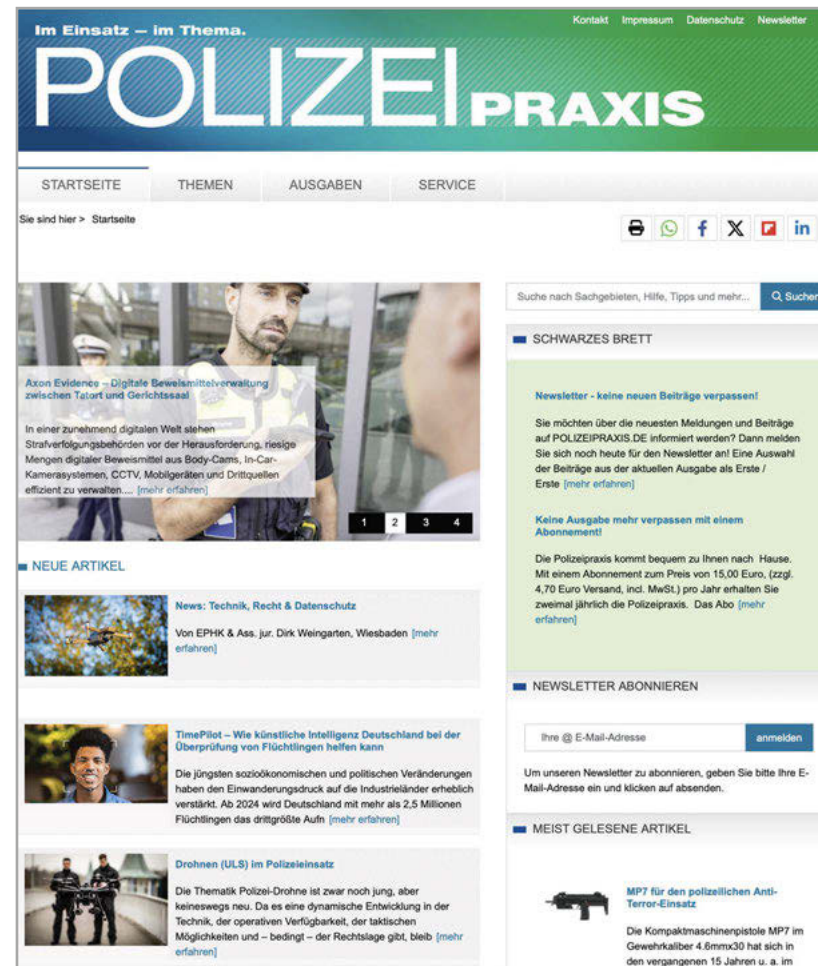 Im Einsatz – im Thema.
Kontakt Impressum Datenschutz Newsletter
POLIZEI PRAXIS
STARTSEITE THEMEN AUSGABEN SERVICE
Sie sind hier > Startseite
Axon Evidence – Digitale Beweismittelverwaltung
zwischen Tatort und Gerichtssaal
In einer zunehmend digitalen Welt stehen
Strafverfolgungsbehörden vor der Herausforderung, riesige
Mengen digitaler Beweismittel aus Body-Cams, In-Car-
Kamerasystemen, CCTV, Mobilgeräten und Drittquellen
effizient zu verwalten.... [mehr erfahren]
1 2 3 4
NEUE ARTIKEL
News: Technik, Recht & Datenschutz
Von EPHK & Ass. jur. Dirk Weingarten, Wiesbaden [mehr
erfahren]
TimePilot – Wie künstliche Intelligenz Deutschland bei der
Überprüfung von Flüchtlingen helfen kann
Die jüngsten sozioökonomischen und politischen Veränderungen
haben den Einwanderungsdruck auf die Industrieländer erheblich
verstärkt. Ab 2024 wird Deutschland mit mehr als 2,5 Millionen
Flüchtlingen das drittgrößte Aufn [mehr erfahren]
Drohnen (ULS) im Polizeieinsatz
Die Thematik Polizei-Drohne ist zwar noch jung, aber
keineswegs neu. Da es eine dynamische Entwicklung in der
Technik, der operativen Verfügbarkeit, der taktischen
Möglichkeiten und – bedingt – der Rechtslage gibt, bleib [mehr
erfahren]
Suche nach Sachgebieten, Hilfe, Tipps und mehr... Suchen
SCHWARZES BRETT
Newsletter - keine neuen Beiträge verpassen!
Sie möchten über die neuesten Meldungen und Beiträge
auf POLIZEIPRAXIS.DE informiert werden? Dann melden
Sie sich noch heute für den Newsletter an! Eine Auswahl
der Beiträge aus der aktuellen Ausgabe als Erste /
Erste [mehr erfahren]
Keine Ausgabe mehr verpassen mit einem
Abonnement!
Die Polizeipraxis kommt bequem zu Ihnen nach Hause.
Mit einem Abonnement zum Preis von 15,00 Euro, (zzgl.
4,70 Euro Versand, incl. MwSt.) pro Jahr erhalten Sie
zweimal jährlich die Polizeipraxis. Das Abo [mehr
erfahren]
NEWSLETTER ABONNIEREN
Ihre @ E-Mail-Adresse anmelden
Um unseren Newsletter zu abonnieren, geben Sie bitte Ihre E-
Mail-Adresse ein und klicken auf absenden.
MEIST GELESENE ARTIKEL
MP7 für den polizeilichen Anti-
Terror-Einsatz
Die Kompaktmaschinenpistole MP7 im
Gewehrkaliber 4.6mmx30 hat sich in
den vergangenen 15 Jahren u. a. im